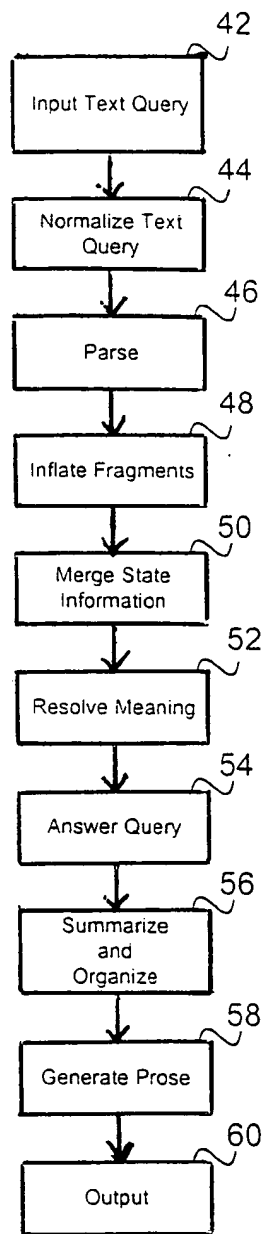 42
Input Text Query
44
Normalize Text
Query
46
Parse
48
Inflate Fragments
50
Merge State
Information
52
Resolve Meaning
54
Answer Query
56
Summarize
and
Organize
58
Generate Prose
60
Output